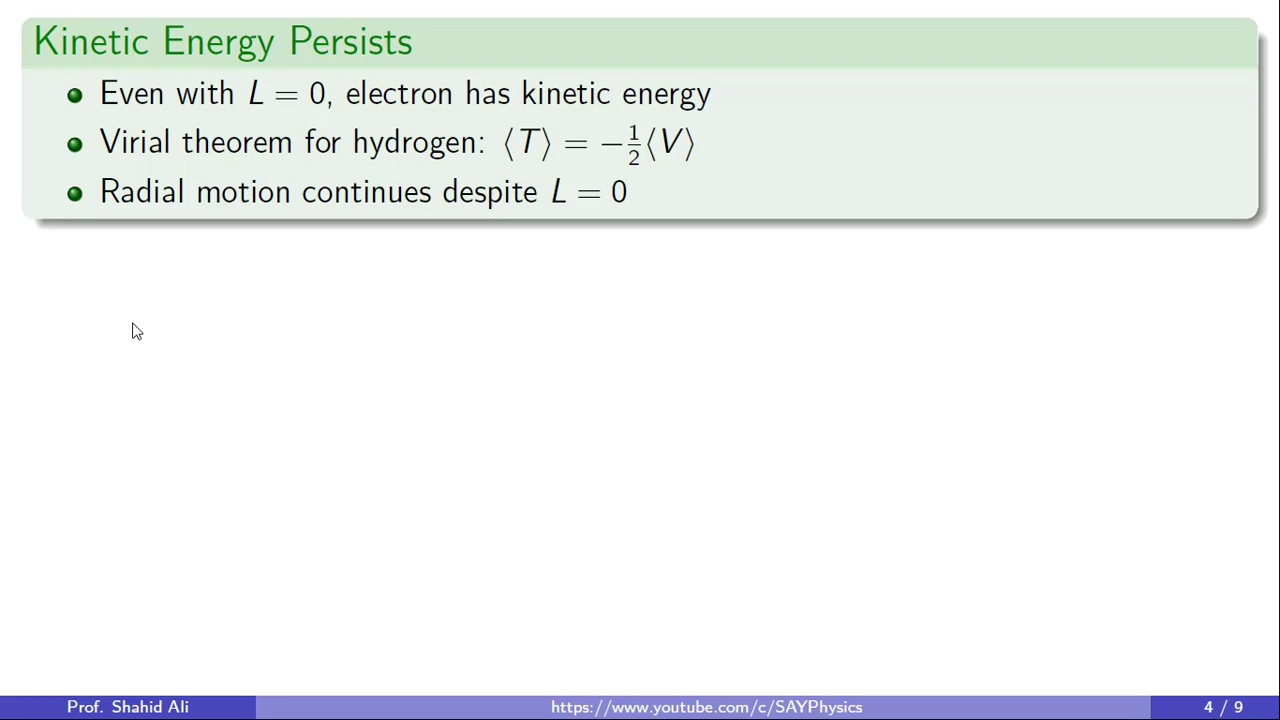 Kinetic Energy Persists
Even with L = 0, electron has kinetic energy
Virial theorem for hydrogen: ⟨T⟩ = −½⟨V⟩
Radial motion continues despite L = 0
Prof. Shahid Ali
https://www.youtube.com/c/SAYPhysics
4 / 9